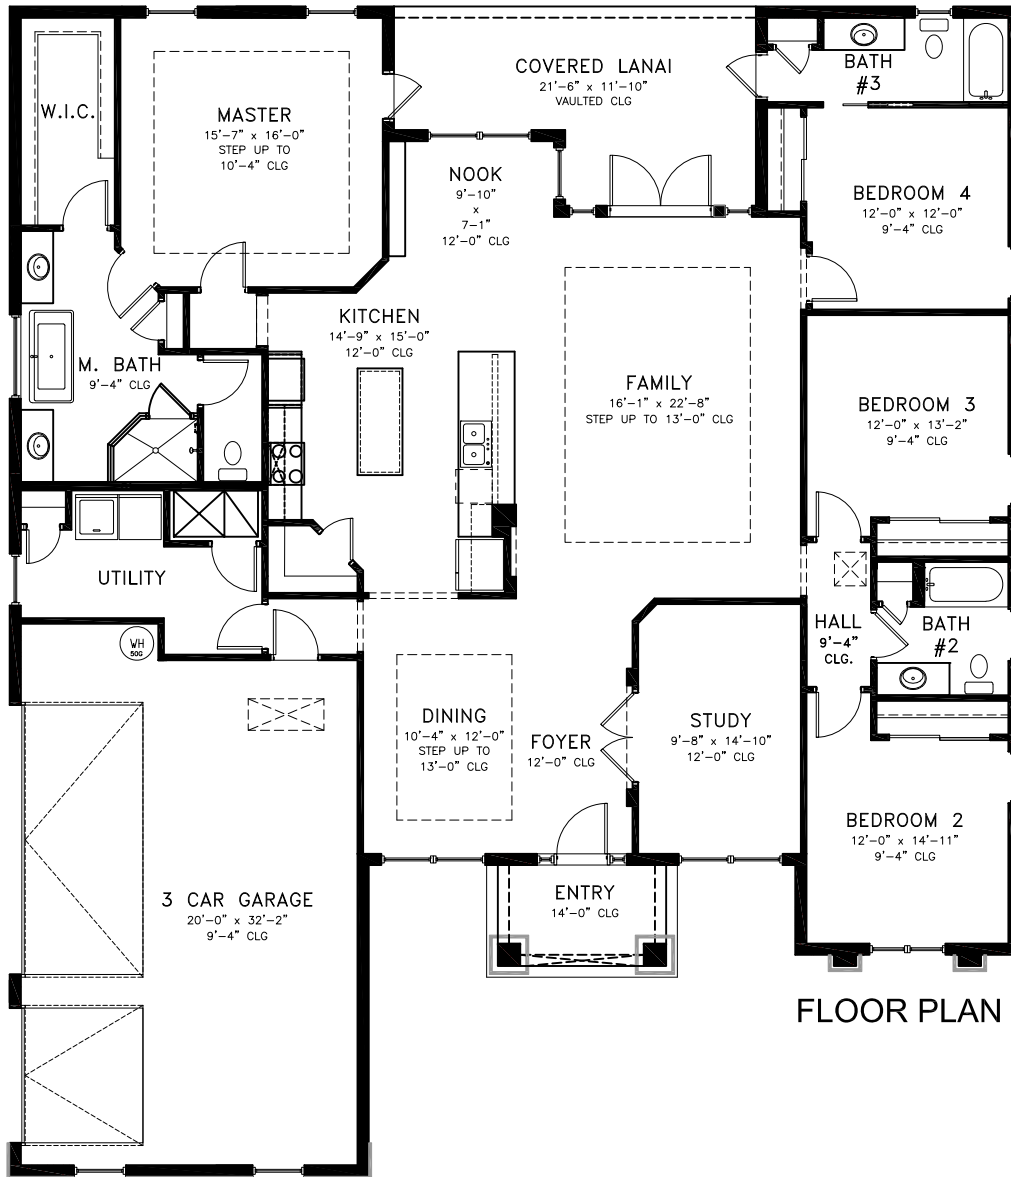 COVERED LANAI
21'-6" x 11'-10"
VAULTED CLG
BATH
#3
W.I.C.
MASTER
15'-7" x 16'-0"
STEP UP TO
10'-4" CLG
NOOK
9'-10"
x
7-1"
12'-0" CLG
BEDROOM 4
12'-0" x 12'-0"
9'-4" CLG
KITCHEN
14'-9" x 15'-0"
12'-0" CLG
M. BATH
9'-4" CLG
FAMILY
16'-1" x 22'-8"
STEP UP TO 13'-0" CLG
BEDROOM 3
12'-0" x 13'-2"
9'-4" CLG
UTILITY
WH
50G
HALL
9'-4"
CLG.
BATH
#2
DINING
10'-4" x 12'-0"
STEP UP TO
13'-0" CLG
FOYER
12'-0" CLG
STUDY
9'-8" x 14'-10"
12'-0" CLG
BEDROOM 2
12'-0" x 14'-11"
9'-4" CLG
3 CAR GARAGE
20'-0" x 32'-2"
9'-4" CLG
ENTRY
14'-0" CLG
FLOOR PLAN